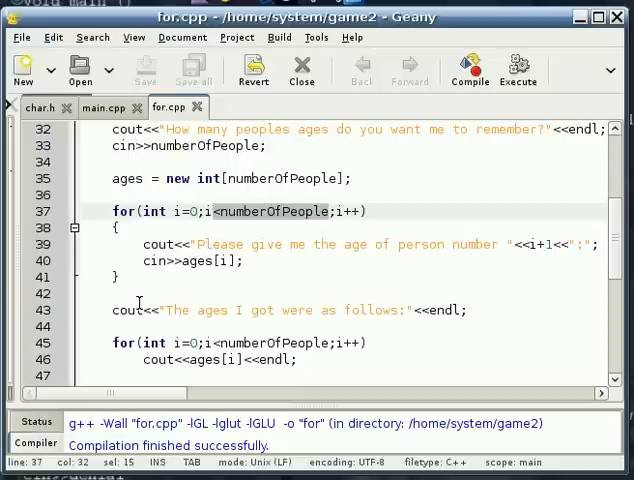 for.cpp - /home/system/game2 - Geany
File Edit Search View Document Project Build Tools Help
New Open Save Save all Revert Close Back Forward Compile Execute
char.h main.cpp for.cpp
32 cout<<"How many peoples ages do you want me to remember?"<<endl;
33 cin>>numberOfPeople;
34
35 ages = new int[numberOfPeople];
36
37 for(int i=0;i<numberOfPeople;i++)
38 {
39 cout<<"Please give me the age of person number "<<i+1<<":";
40 cin>>ages[i];
41 }
42
43 cout<<"The ages I got were as follows:"<<endl;
44
45 for(int i=0;i<numberOfPeople;i++)
46 cout<<ages[i]<<endl;
47
Status
Compiler
g++ -Wall "for.cpp" -lGL -lglut -lGLU -o "for" (in directory: /home/system/game2)
Compilation finished successfully.
line: 37 col: 32 sel: 15 INS TAB mode: Unix (LF) encoding: UTF-8 filetype: C++ scope: main